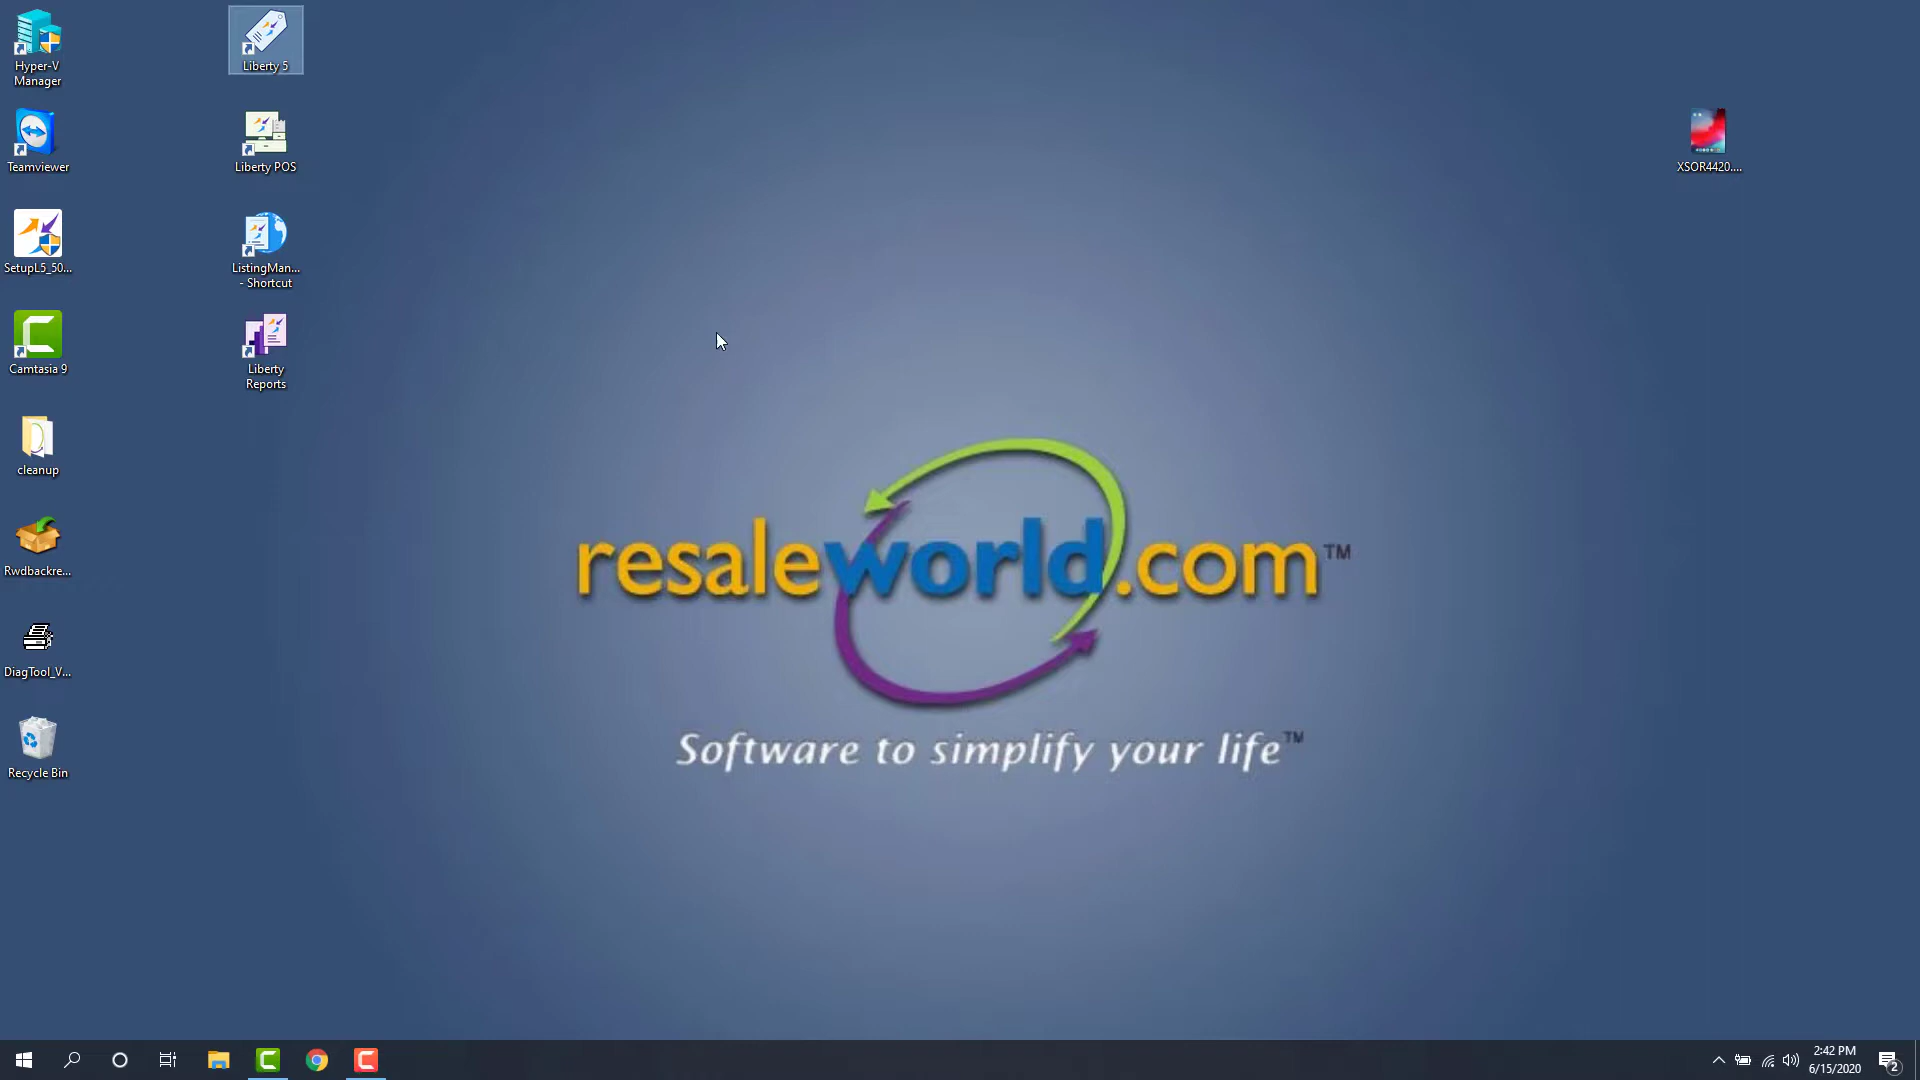 Hyper-V
Manager
Liberty 5
Teamviewer
Liberty POS
XSOR4420....
SetupL5_50...
ListingMan...
- Shortcut
Camtasia 9
Liberty
Reports
cleanup
Rwdbackre...
DiagTool_V...
Recycle Bin
resaleworld.com™
Software to simplify your life™
2:42 PM
6/15/2020
2